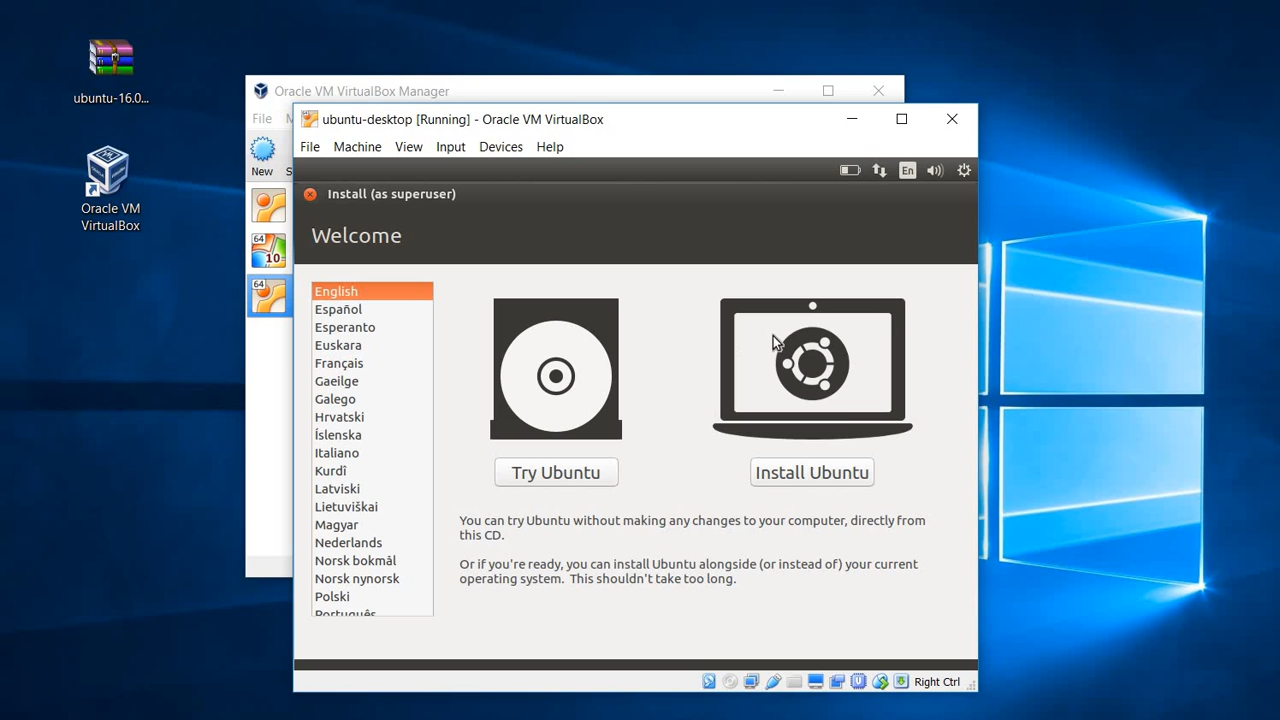 ubuntu-16.0...
Oracle VM
VirtualBox
Oracle VM VirtualBox Manager
File M
New S
64
10
64
ubuntu-desktop [Running] - Oracle VM VirtualBox
File Machine View Input Devices Help
En
Install (as superuser)
Welcome
English
Español
Esperanto
Euskara
Français
Gaeilge
Galego
Hrvatski
Íslenska
Italiano
Kurdî
Latviski
Lietuviškai
Magyar
Nederlands
Norsk bokmål
Norsk nynorsk
Polski
Português
Try Ubuntu
Install Ubuntu
You can try Ubuntu without making any changes to your computer, directly from
this CD.
Or if you're ready, you can install Ubuntu alongside (or instead of) your current
operating system. This shouldn't take too long.
Right Ctrl